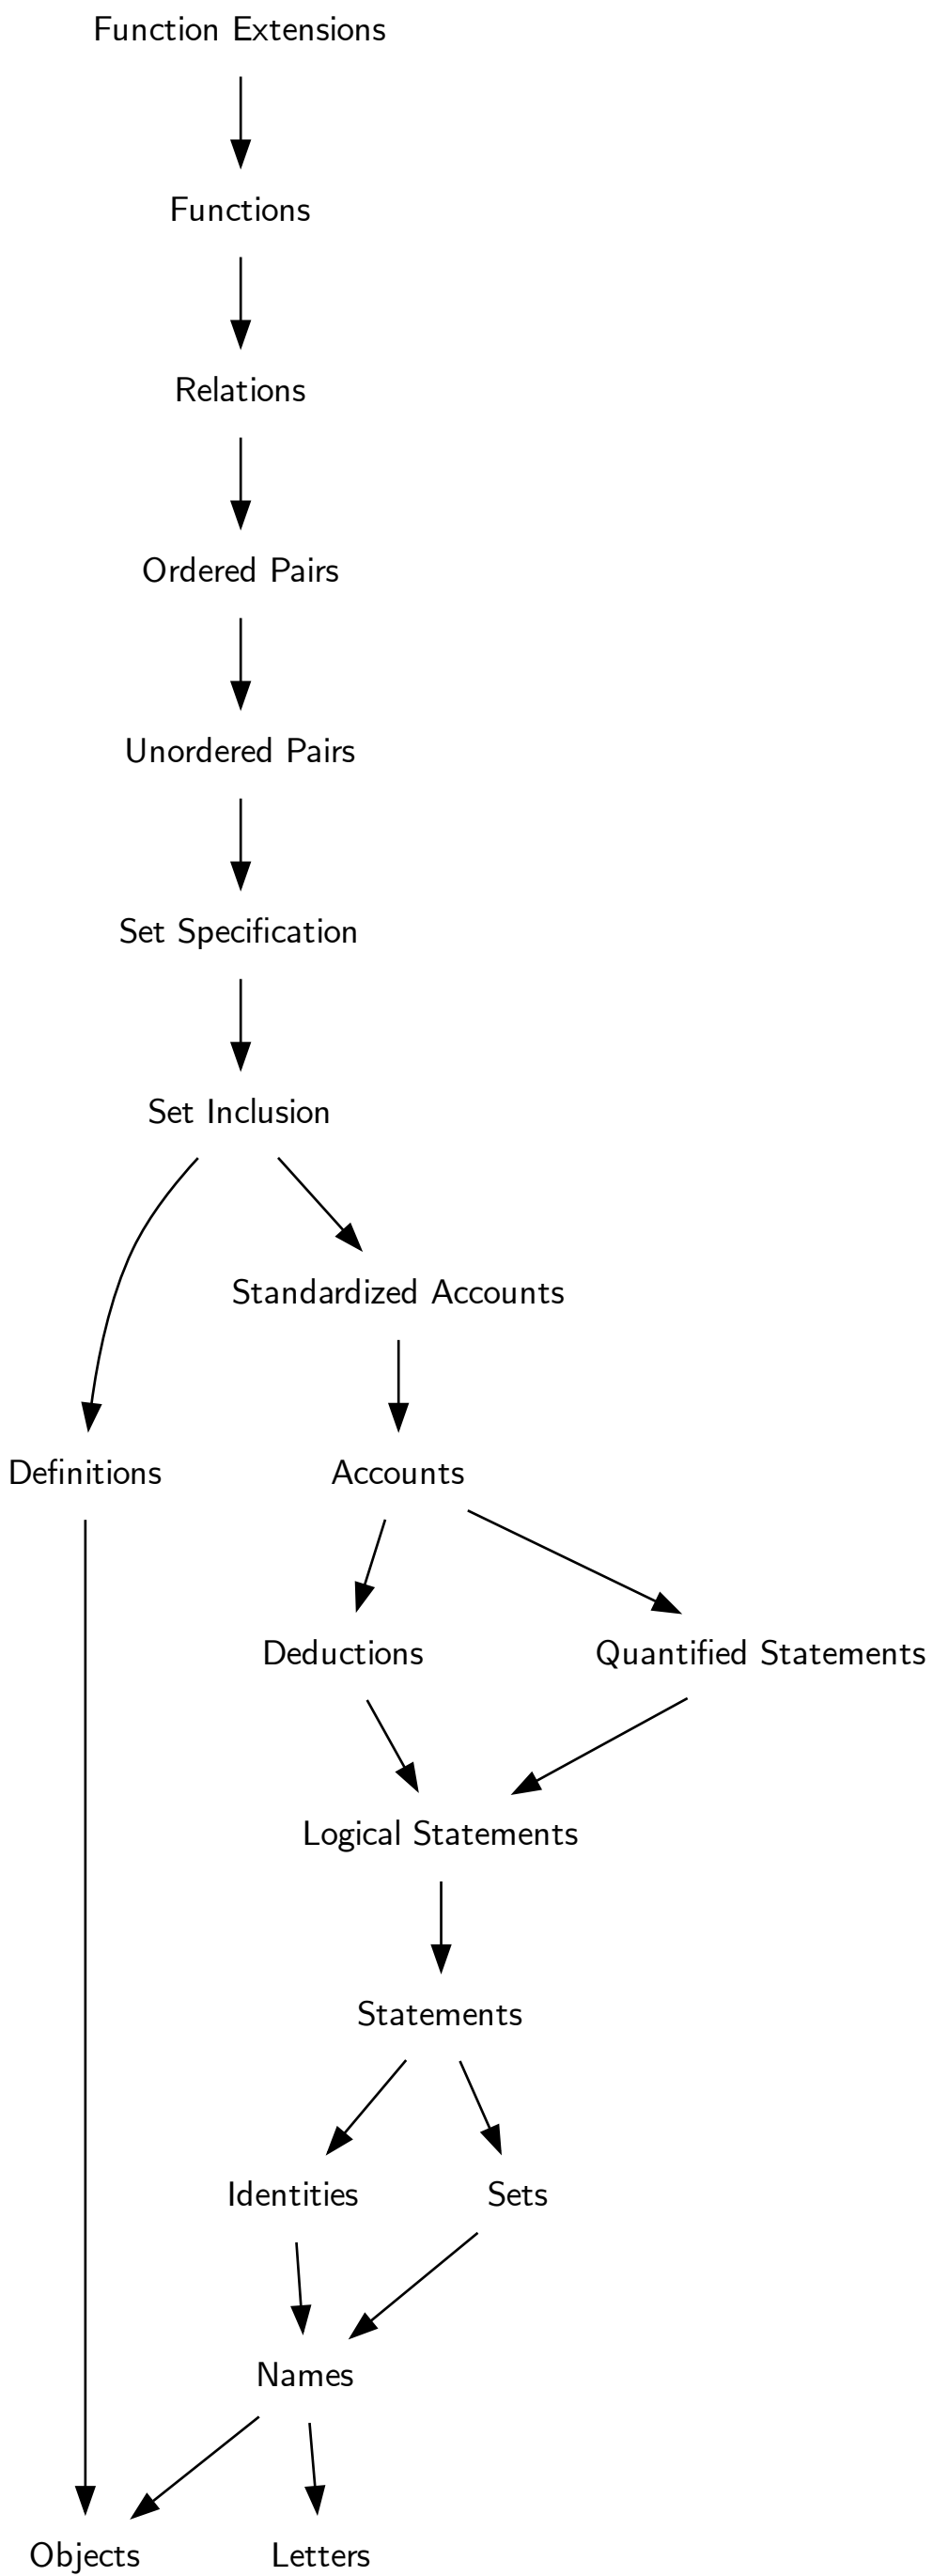 Function Extensions
Functions
Relations
Ordered Pairs
Unordered Pairs
Set Specification
Set Inclusion
Standardized Accounts
Definitions
Accounts
Deductions
Quantified Statements
Logical Statements
Statements
Identities
Sets
Names
Objects
Letters